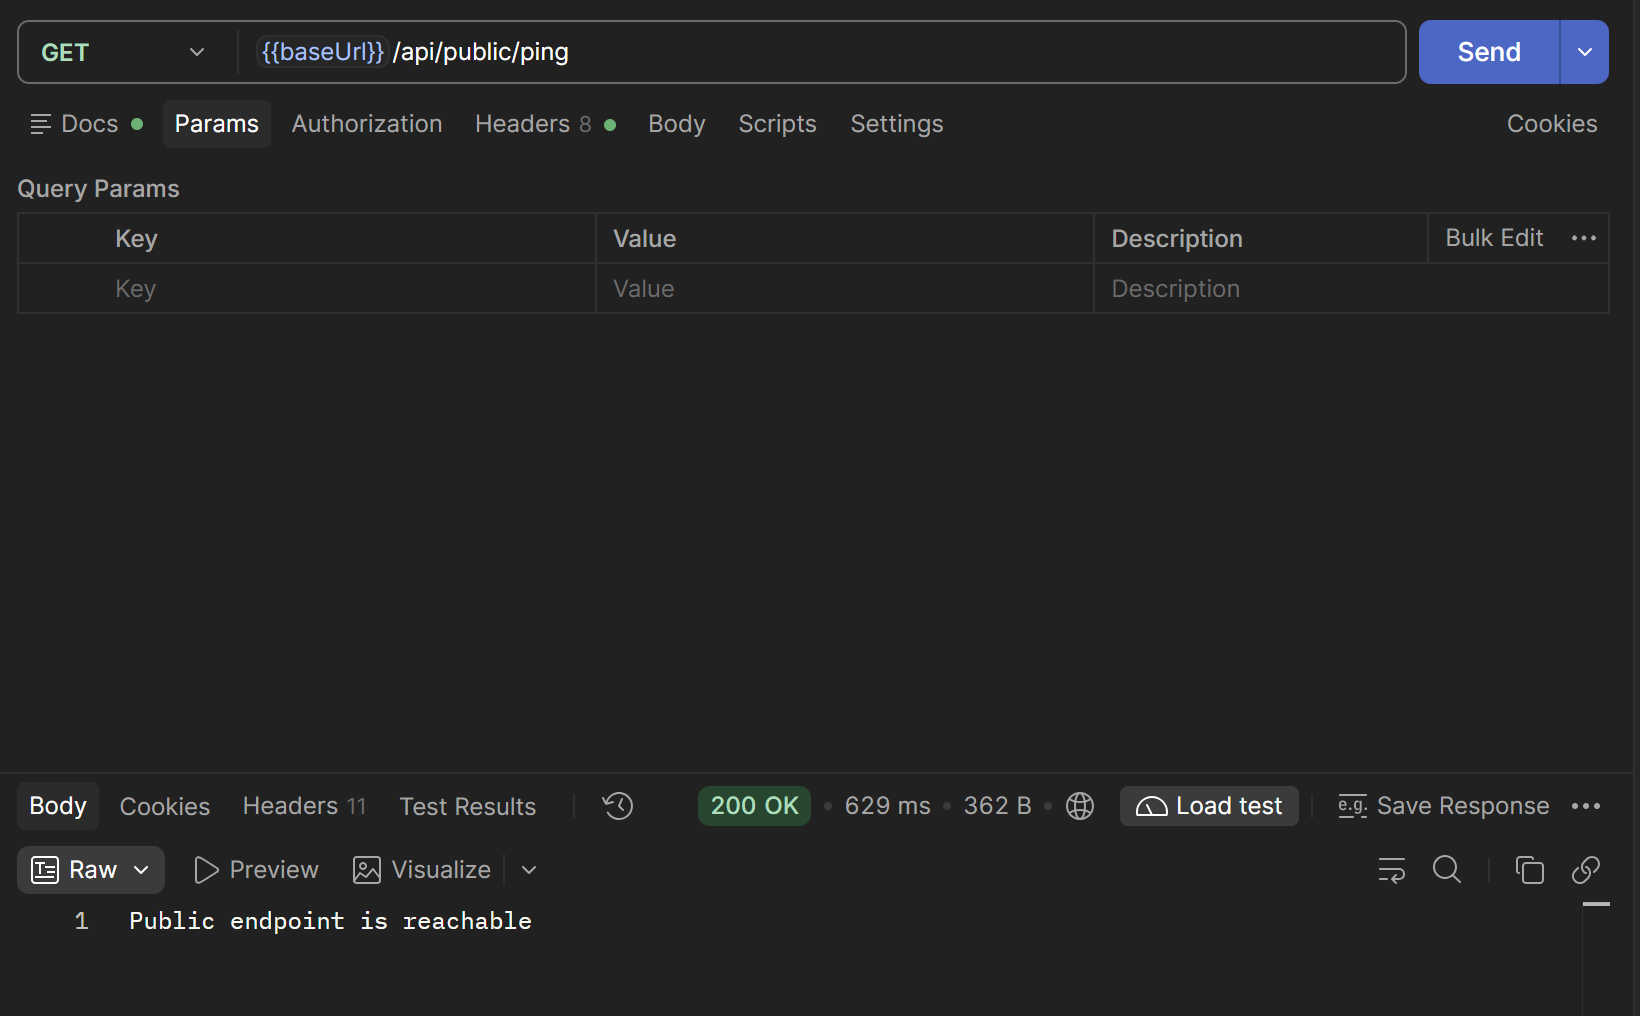 GET {{baseUrl}}/api/public/ping Send
Docs Params Authorization Headers 8 Body Scripts Settings Cookies
Query Params
Key Value Description Bulk Edit
Key Value Description
Body Cookies Headers 11 Test Results 200 OK 629 ms 362 B Load test e.g. Save Response
Raw Preview Visualize
1 Public endpoint is reachable